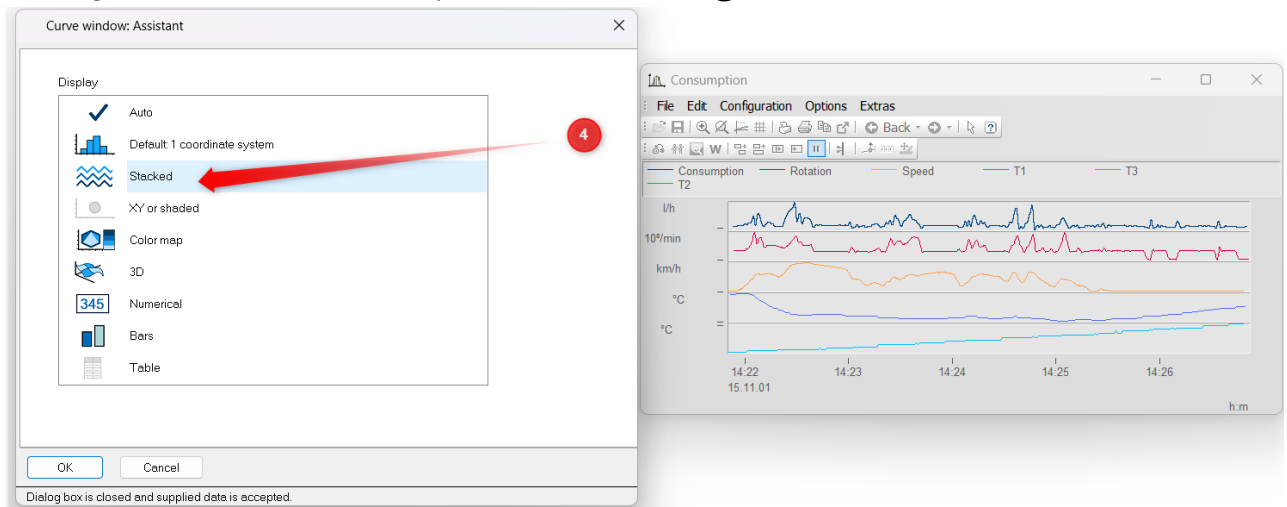 Curve window: Assistant
Display
Auto
Default: 1 coordinate system
Stacked
XY or shaded
Color map
3D
345 Numerical
Bars
Table
4
OK Cancel
Dialog box is closed and supplied data is accepted.
Consumption
File Edit Configuration Options Extras
Back
W
Consumption Rotation Speed T1 T3
T2
l/h
km/h
°C
°C
14:22 14:23 14:24 14:25 14:26
15.11.01
h:m